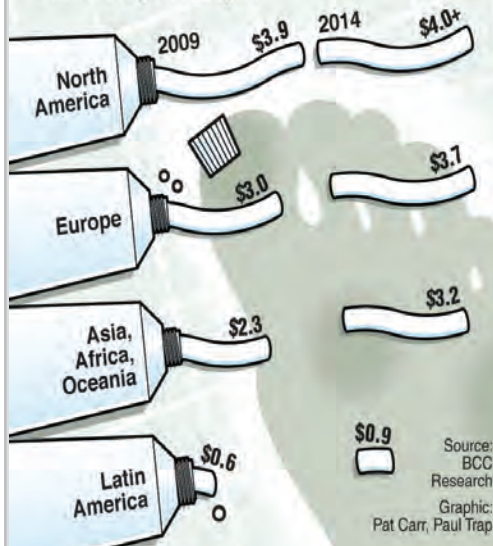 2009
$3.9
2014
$4.0+
North
America
$3.0
$3.7
Europe
$2.3
$3.2
Asia,
Africa,
Oceania
$0.6
$0.9
Latin
America
Source:
BCC
Research
Graphic:
Pat Carr, Paul Trap